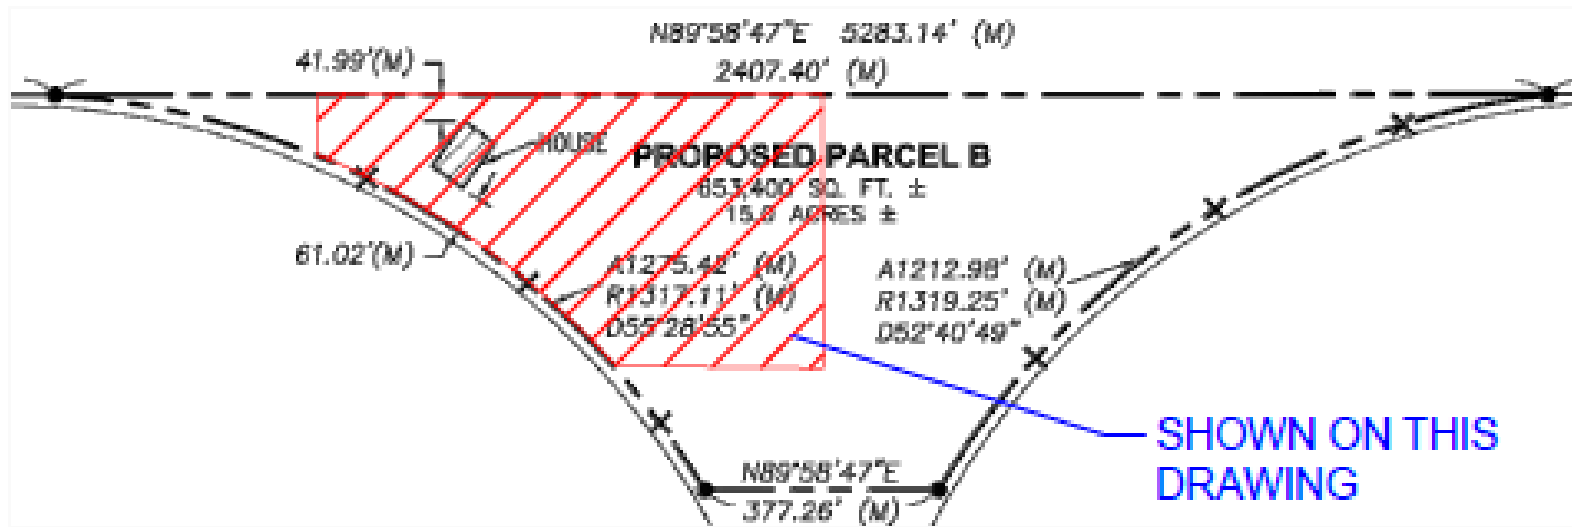 N89°58'47"E 5283.14' (M)
41.99'(M)
2407.40' (M)
HOUSE
PROPOSED PARCEL B
653,400 SQ. FT. ±
15.0 ACRES ±
61.02'(M)
A1275.42' (M)
R1317.11' (M)
D55°28'55"
A1212.98' (M)
R1319.25' (M)
D52°40'49"
SHOWN ON THIS
DRAWING
N89°58'47"E
377.26' (M)